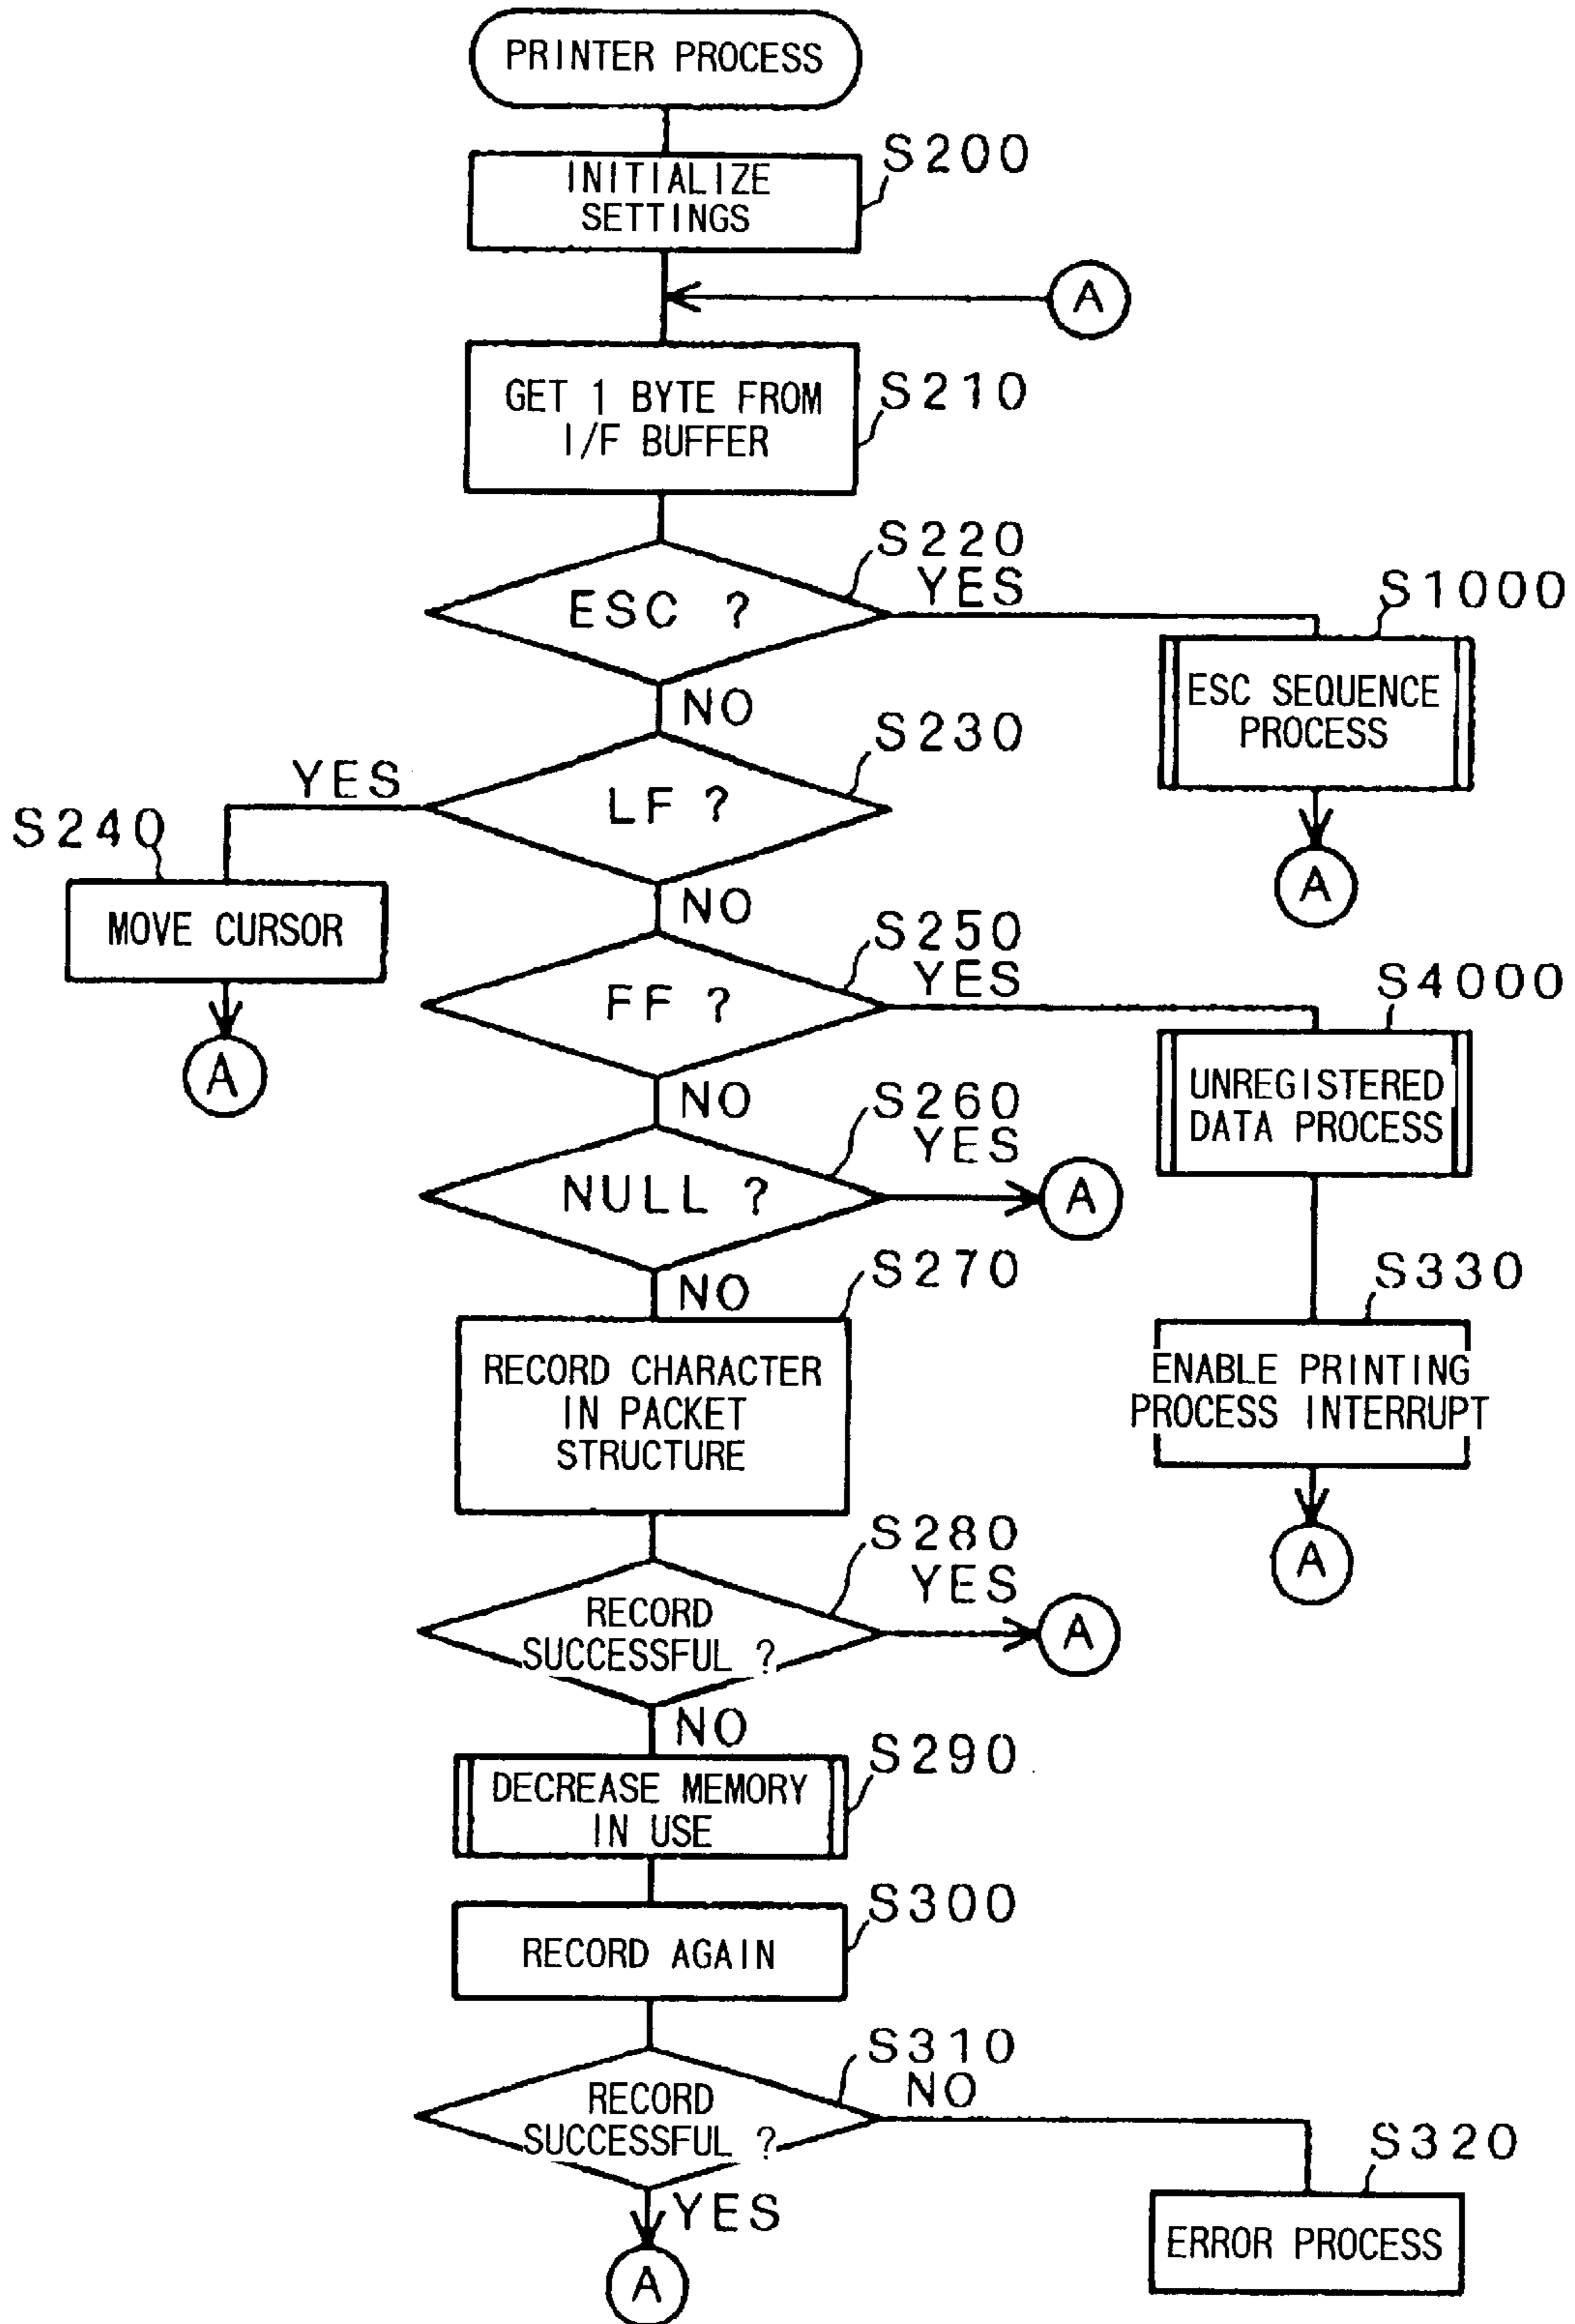 PRINTER PROCESS
S200
INITIALIZE
SETTINGS
A
S210
GET 1 BYTE FROM
I/F BUFFER
S220
YES
ESC ?
S1000
ESC SEQUENCE
PROCESS
A
NO
S230
YES
LF ?
S240
MOVE CURSOR
A
NO
S250
YES
FF ?
S4000
UNREGISTERED
DATA PROCESS
S330
ENABLE PRINTING
PROCESS INTERRUPT
A
NO
S260
YES
NULL ?
A
NO
S270
RECORD CHARACTER
IN PACKET
STRUCTURE
S280
YES
RECORD
SUCCESSFUL ?
A
NO
S290
DECREASE MEMORY
IN USE
S300
RECORD AGAIN
S310
NO
RECORD
SUCCESSFUL ?
S320
ERROR PROCESS
YES
A